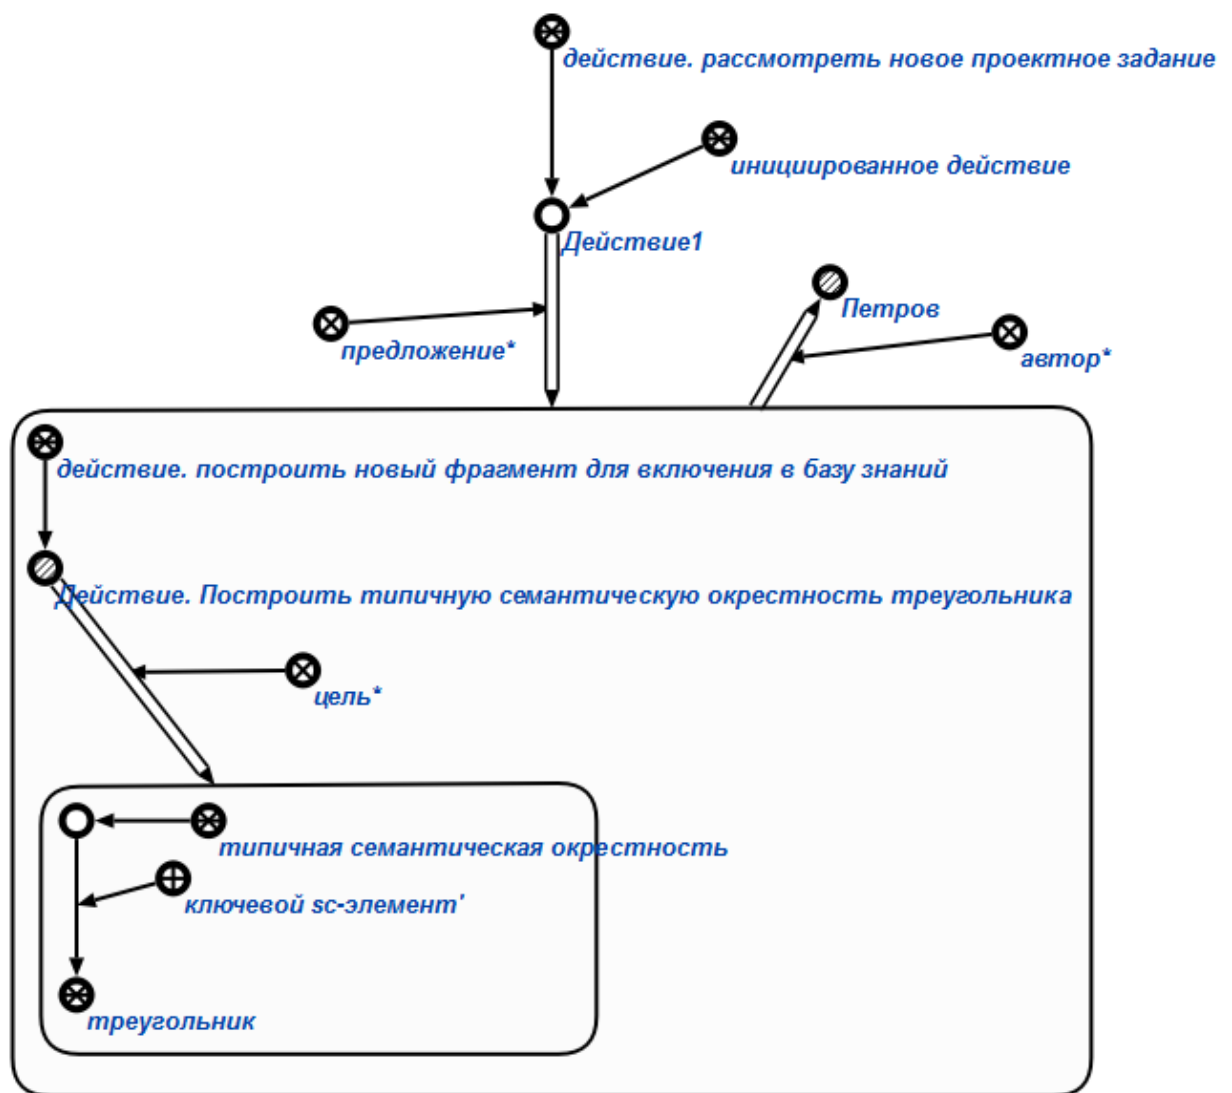 действие. рассмотреть новое проектное задание
инициированное действие
Действие1
Петров
предложение*
автор*
действие. построить новый фрагмент для включения в базу знаний
Действие. Построить типичную семантическую окрестность треугольника
цель*
типичная семантическая окрестность
ключевой sc-элемент'
треугольник